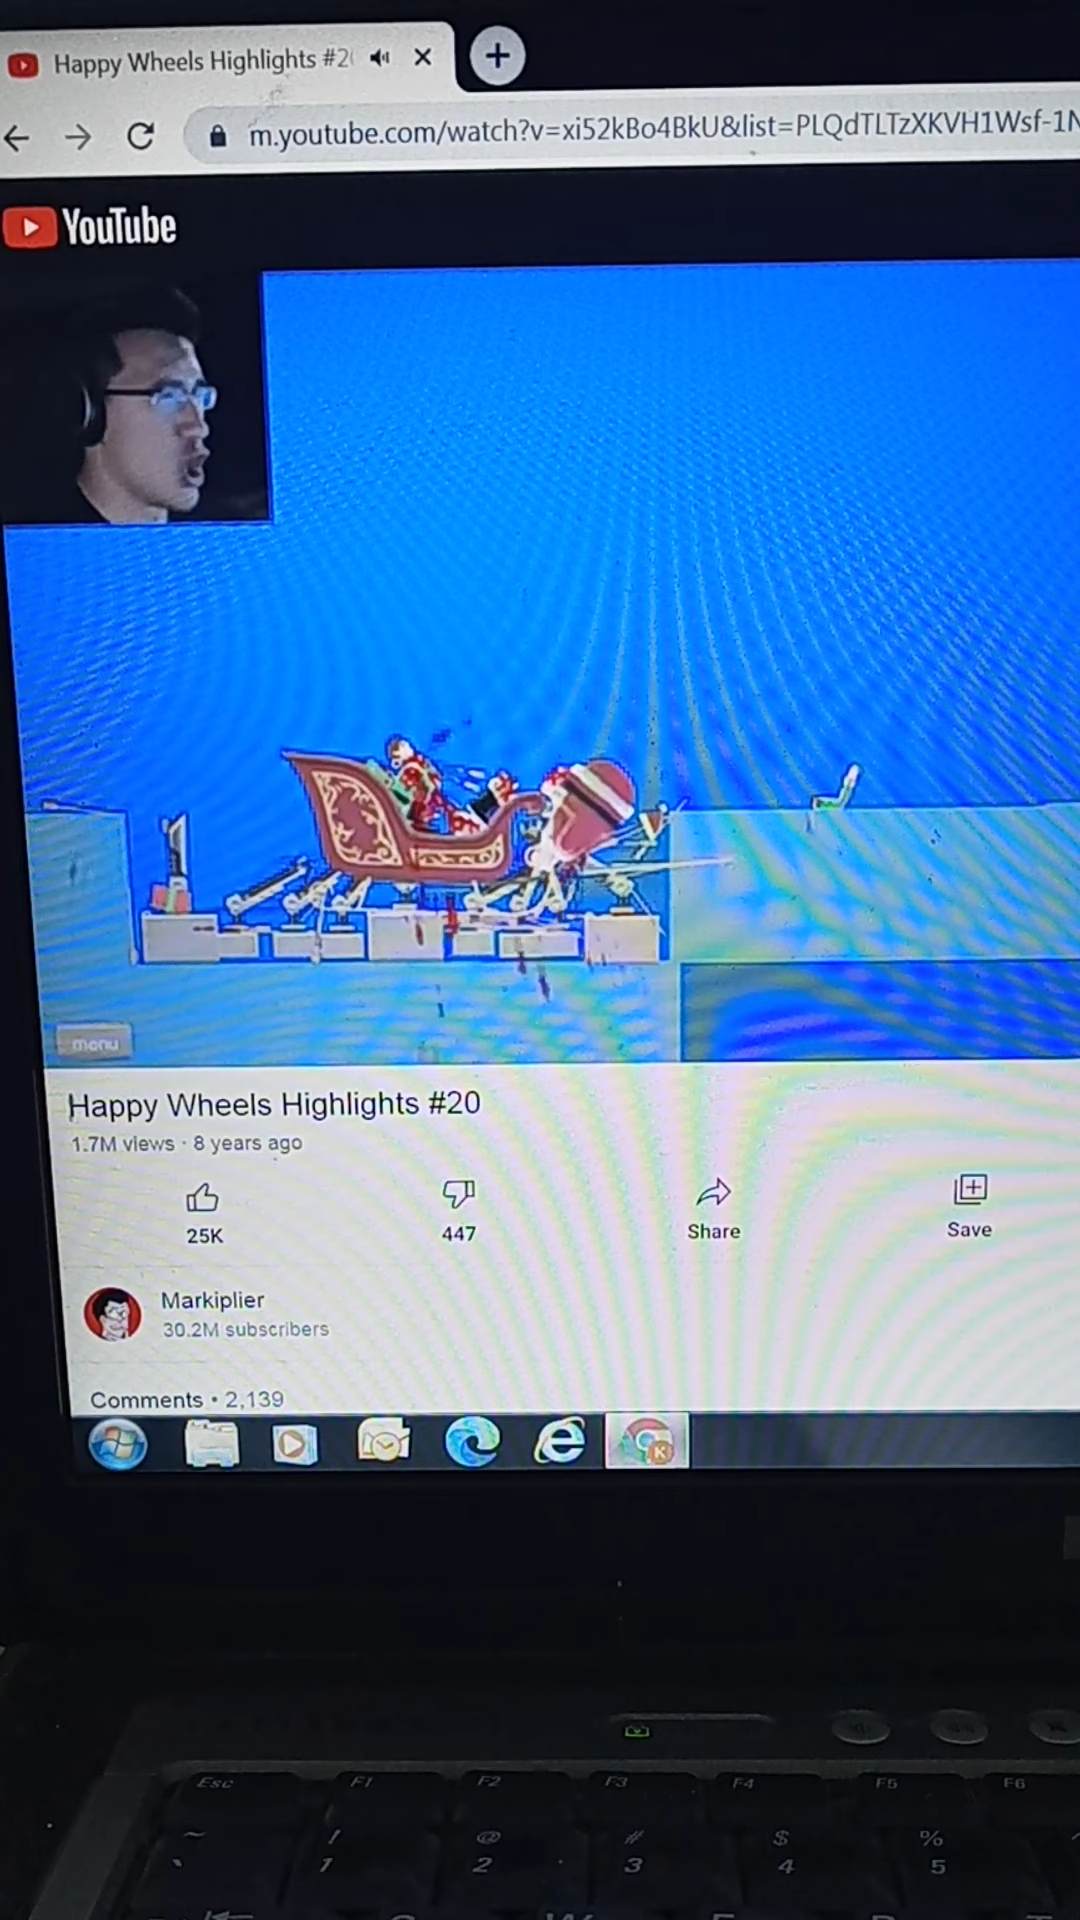 Happy Wheels Highlights #2
m.youtube.com/watch?v=xi52kBo4BkU&list=PLQdTLTzXKVH1Wsf-1N
YouTube
menu
Happy Wheels Highlights #20
1.7M views · 8 years ago
25K
447
Share
Save
Markiplier
30.2M subscribers
Comments • 2,139
K
Esc F1 F2 F3 F4 F5 F6
~ ! @ # $ %
` 1 2 3 4 5